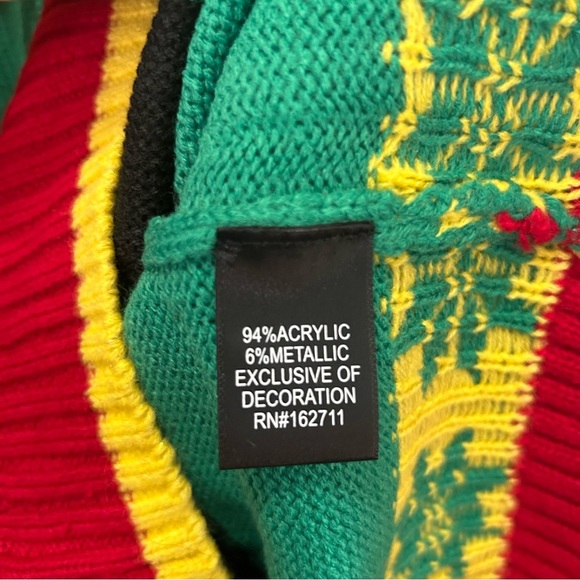 94%ACRYLIC
6%METALLIC
EXCLUSIVE OF
DECORATION
RN#162711